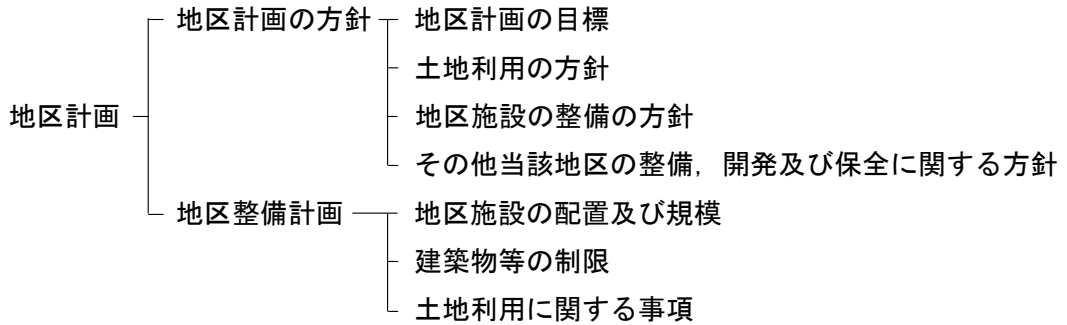 地区計画の方針 地区計画の目標
土地利用の方針
地区施設の整備の方針
地区計画
その他当該地区の整備，開発及び保全に関する方針
地区整備計画 地区施設の配置及び規模
建築物等の制限
土地利用に関する事項